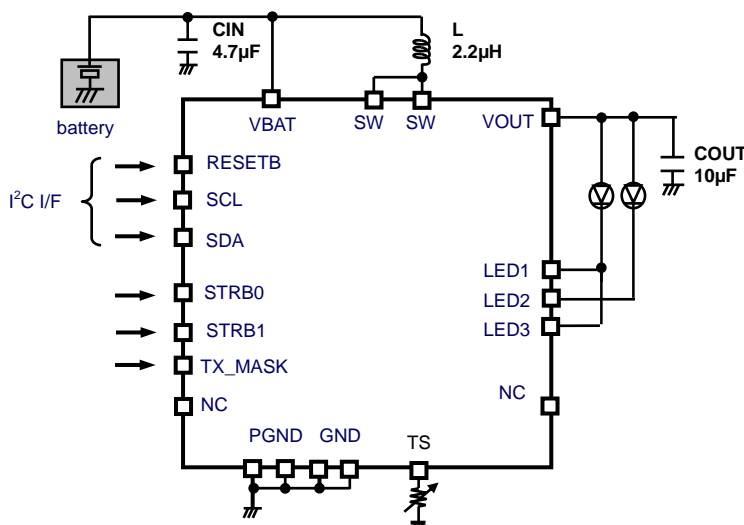 CIN
4.7µF
L
2.2µH
battery
VBAT
SW
SW
VOUT
COUT
10µF
RESETB
I²C I/F
SCL
SDA
LED1
STRB0
LED2
STRB1
LED3
TX_MASK
NC
NC
PGND
GND
TS